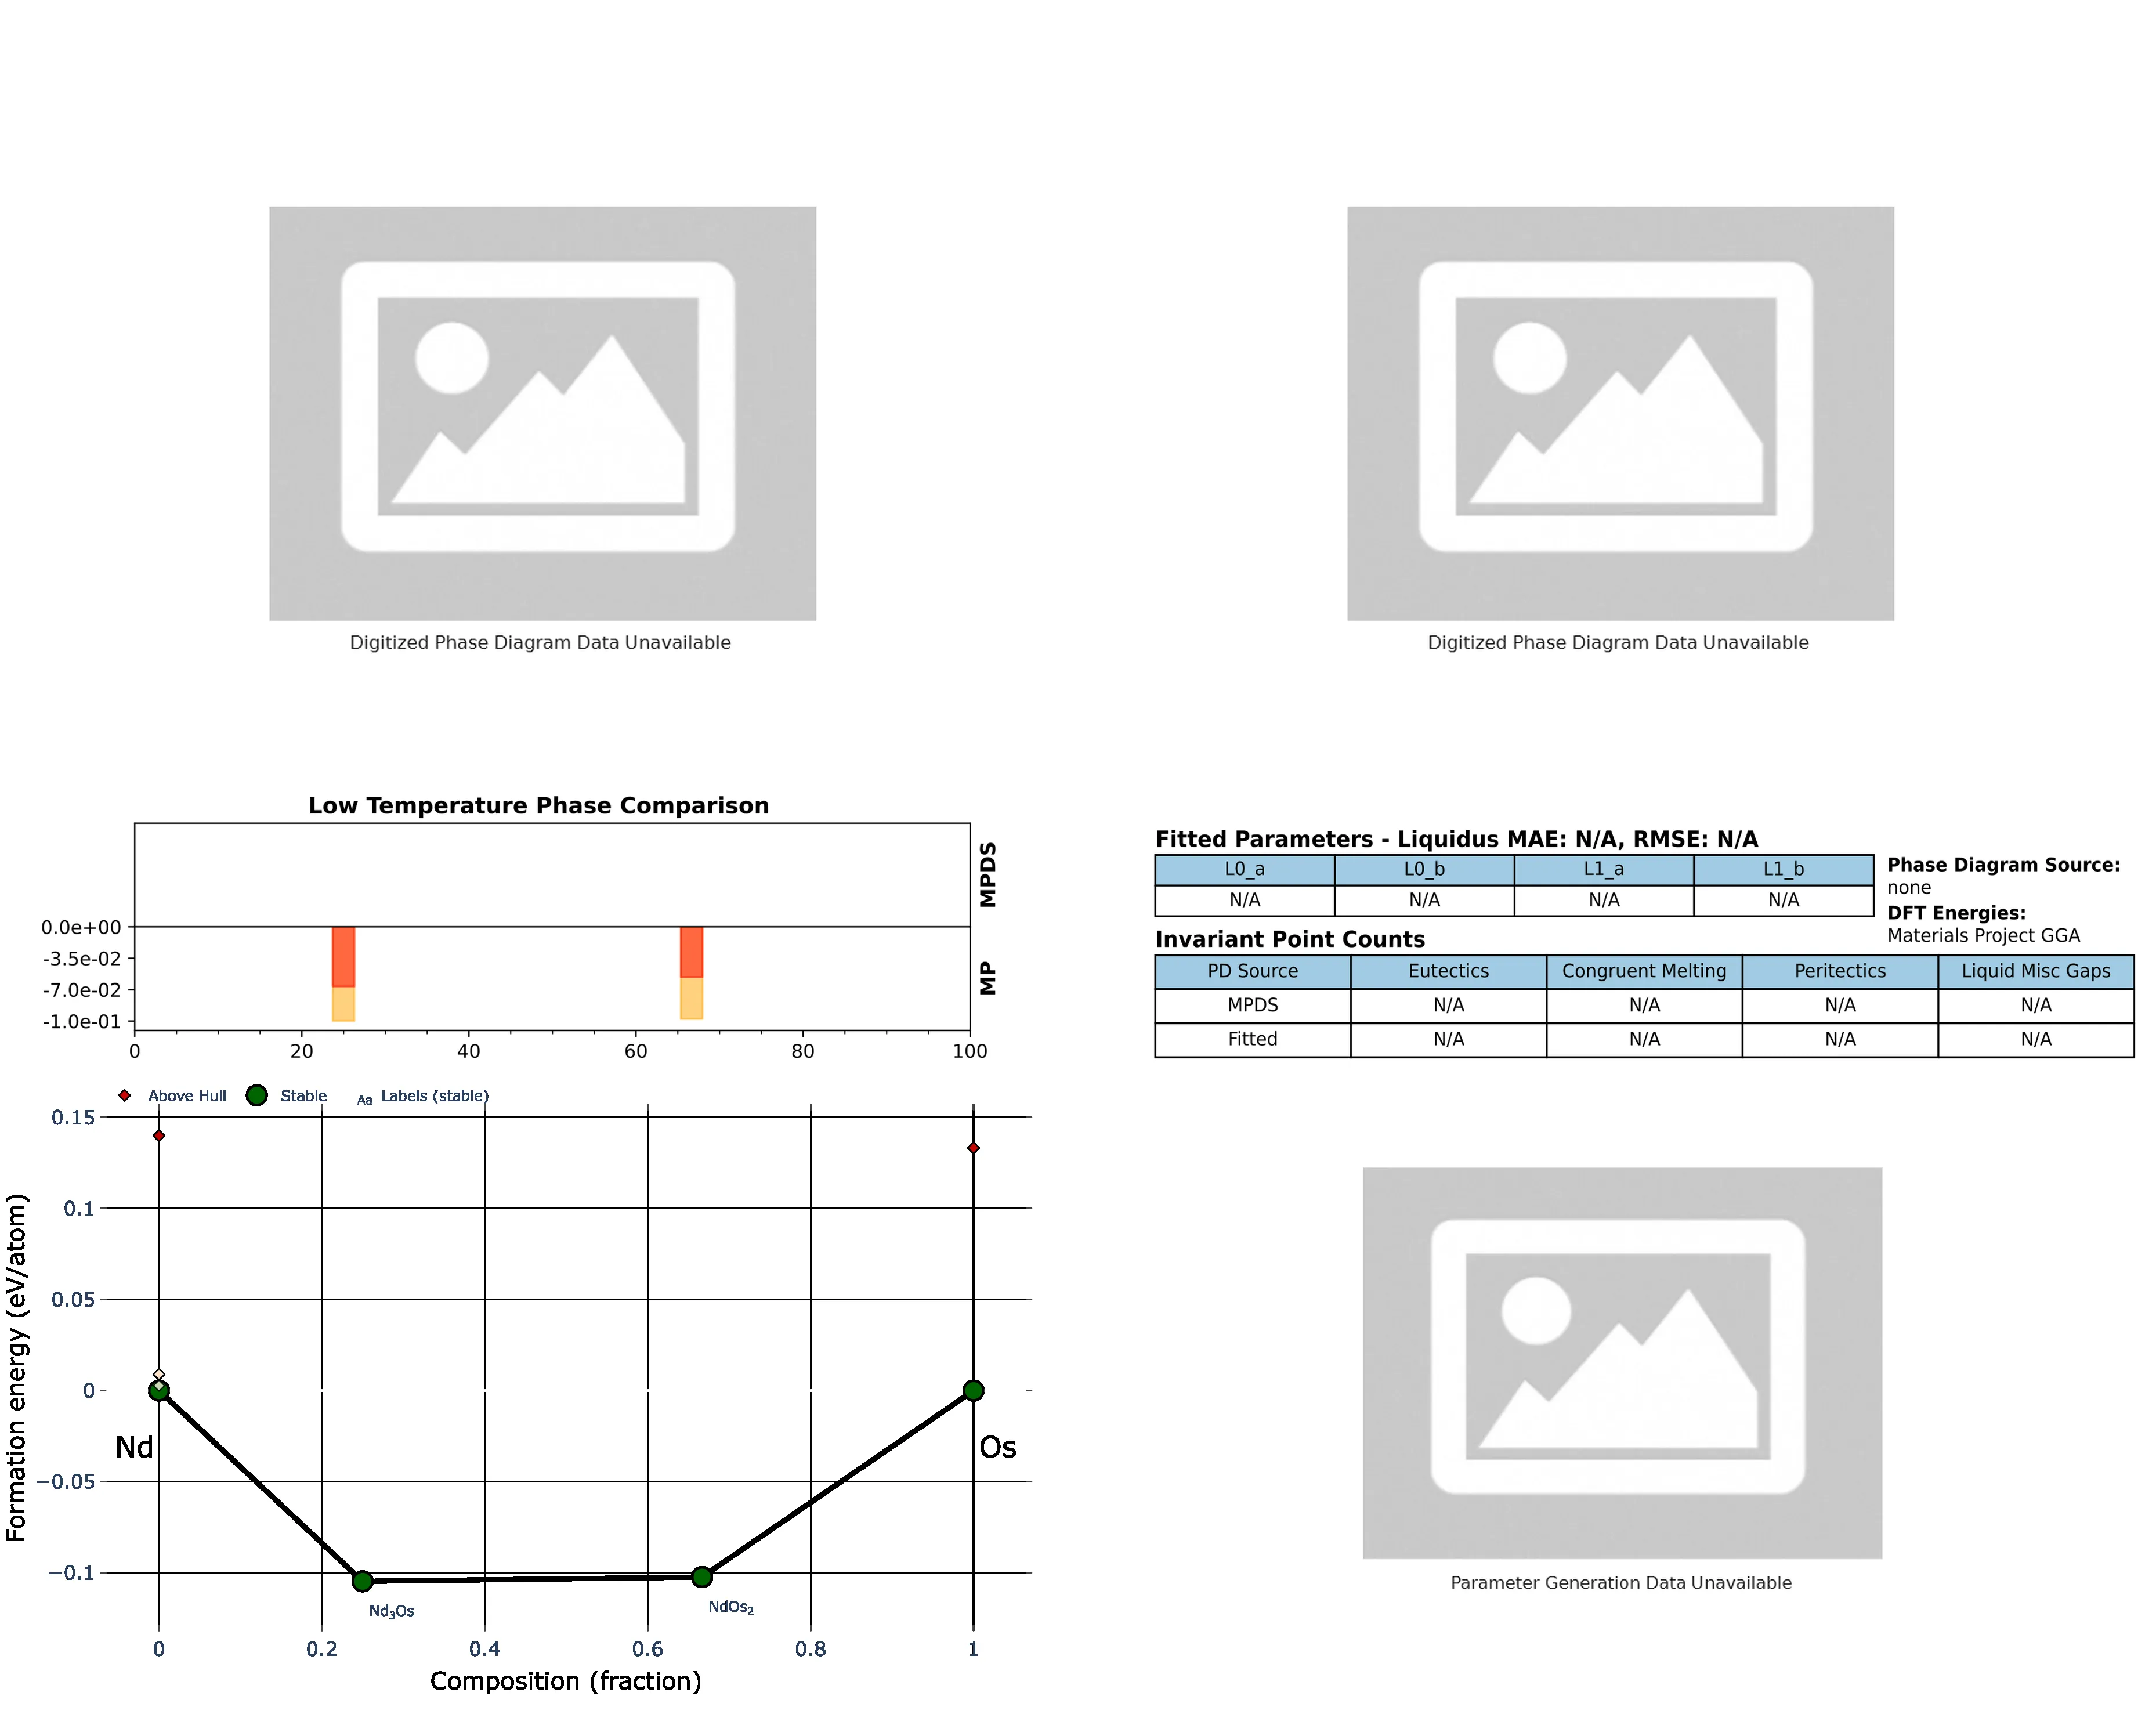 Digitized Phase Diagram Data Unavailable
Digitized Phase Diagram Data Unavailable
Low Temperature Phase Comparison
MPDS
MP
0.0e+00
-3.5e-02
-7.0e-02
-1.0e-01
0 20 40 60 80 100
Fitted Parameters - Liquidus MAE: N/A, RMSE: N/A
L0_a L0_b L1_a L1_b
N/A N/A N/A N/A
Phase Diagram Source:
none
DFT Energies:
Materials Project GGA
Invariant Point Counts
PD Source Eutectics Congruent Melting Peritectics Liquid Misc Gaps
MPDS N/A N/A N/A N/A
Fitted N/A N/A N/A N/A
Above Hull Stable Aa Labels (stable)
Formation energy (eV/atom)
0.15
0.1
0.05
0
−0.05
−0.1
Nd
Os
Nd₃Os
NdOs₂
0 0.2 0.4 0.6 0.8 1
Composition (fraction)
Parameter Generation Data Unavailable